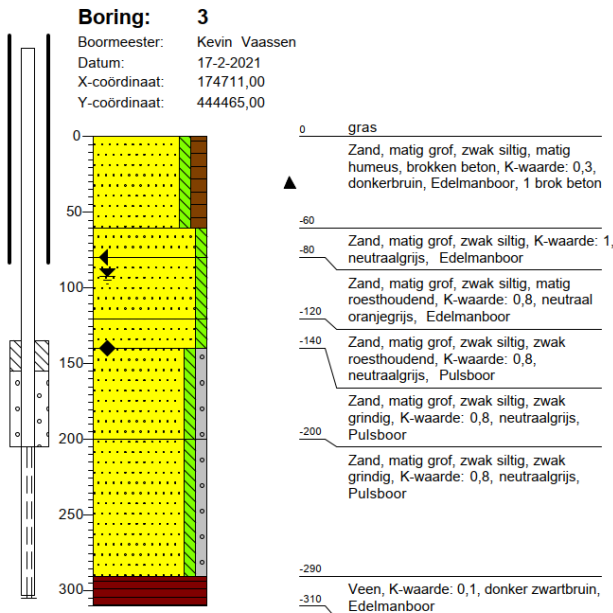 Boring: 3
Boormeester: Kevin Vaassen
Datum: 17-2-2021
X-coördinaat: 174711,00
Y-coördinaat: 444465,00
0
50
100
150
200
250
300
0 gras
Zand, matig grof, zwak siltig, matig
humeus, brokken beton, K-waarde: 0,3,
donkerbruin, Edelmanboor, 1 brok beton
-60
Zand, matig grof, zwak siltig, K-waarde: 1,
-80 neutraalgrijs, Edelmanboor
Zand, matig grof, zwak siltig, matig
roesthoudend, K-waarde: 0,8, neutraal
-120 oranjegrijs, Edelmanboor
-140 Zand, matig grof, zwak siltig, zwak
roesthoudend, K-waarde: 0,8,
neutraalgrijs, Pulsboor
Zand, matig grof, zwak siltig, zwak
grindig, K-waarde: 0,8, neutraalgrijs,
-200 Pulsboor
Zand, matig grof, zwak siltig, zwak
grindig, K-waarde: 0,8, neutraalgrijs,
Pulsboor
-290
Veen, K-waarde: 0,1, donker zwartbruin,
-310 Edelmanboor